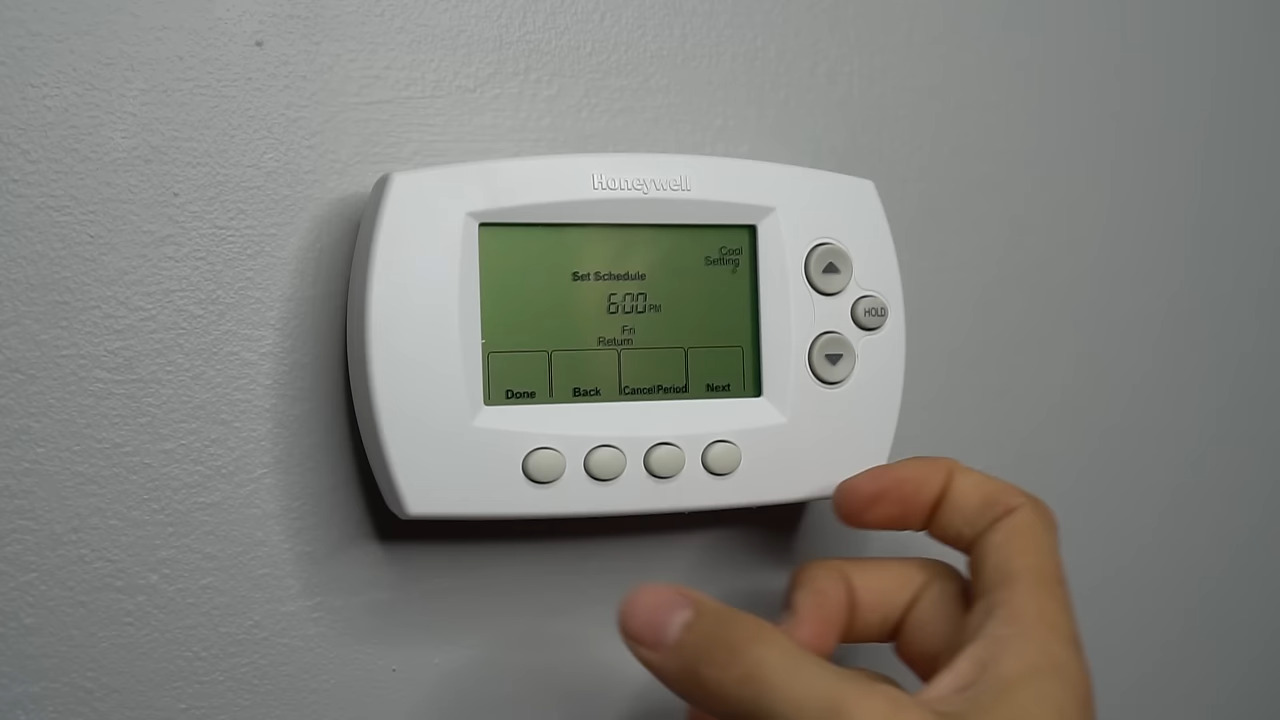 Honeywell
Cool
Setting
Set Schedule
6:00 PM
Fri
Return
Done Back Cancel Period Next
HOLD